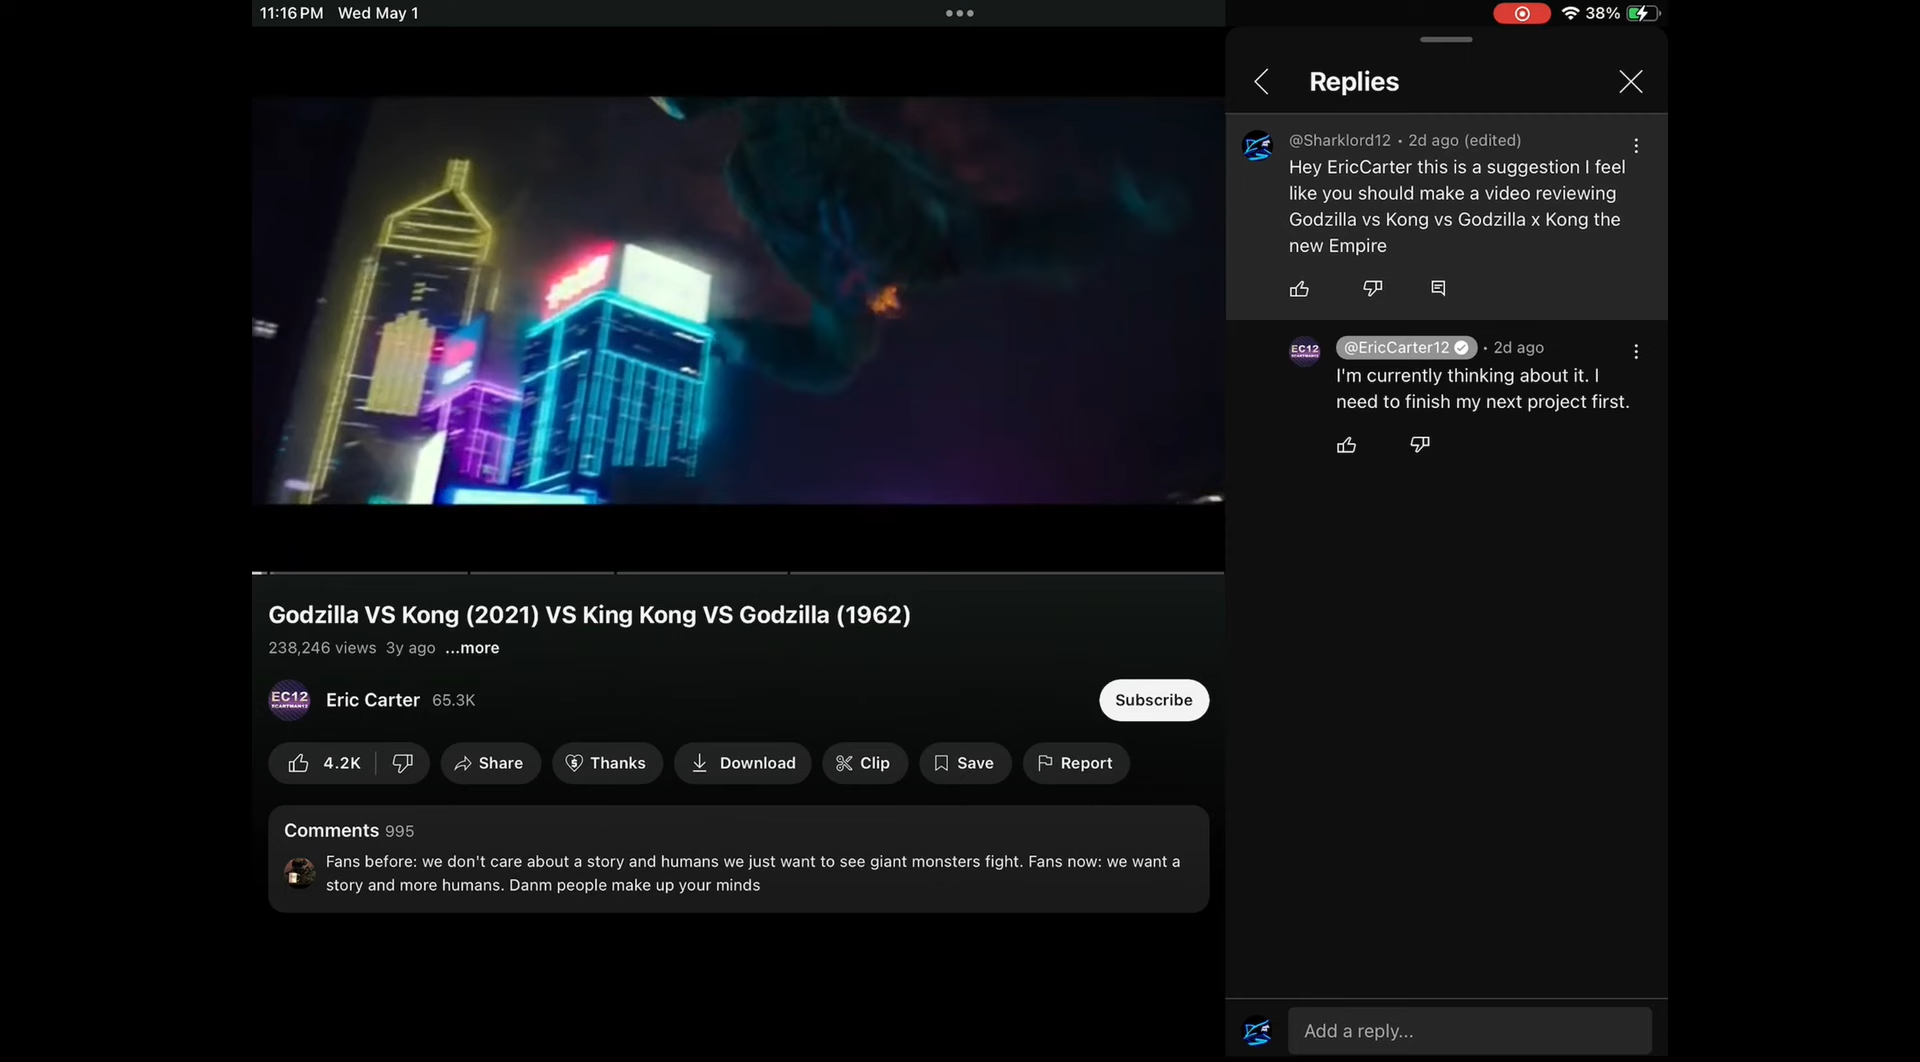 11:16 PM Wed May 1
38%
Replies
@Sharklord12 • 2d ago (edited)
Hey EricCarter this is a suggestion I feel
like you should make a video reviewing
Godzilla vs Kong vs Godzilla x Kong the
new Empire
EC12
@EricCarter12 • 2d ago
I'm currently thinking about it. I
need to finish my next project first.
Godzilla VS Kong (2021) VS King Kong VS Godzilla (1962)
238,246 views 3y ago ...more
EC12
Eric Carter 65.3K
Subscribe
4.2K
Share
Thanks
Download
Clip
Save
Report
Comments 995
Fans before: we don't care about a story and humans we just want to see giant monsters fight. Fans now: we want a
story and more humans. Danm people make up your minds
Add a reply...